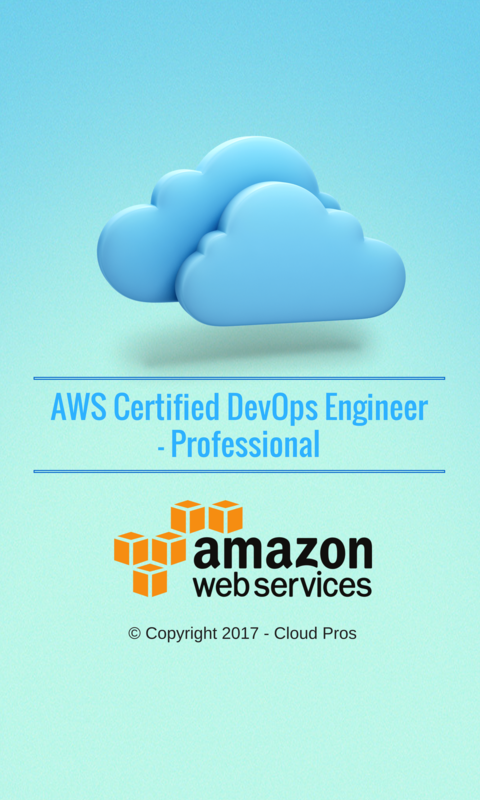 AWS Certified DevOps Engineer
- Professional
amazon
web services
© Copyright 2017 - Cloud Pros